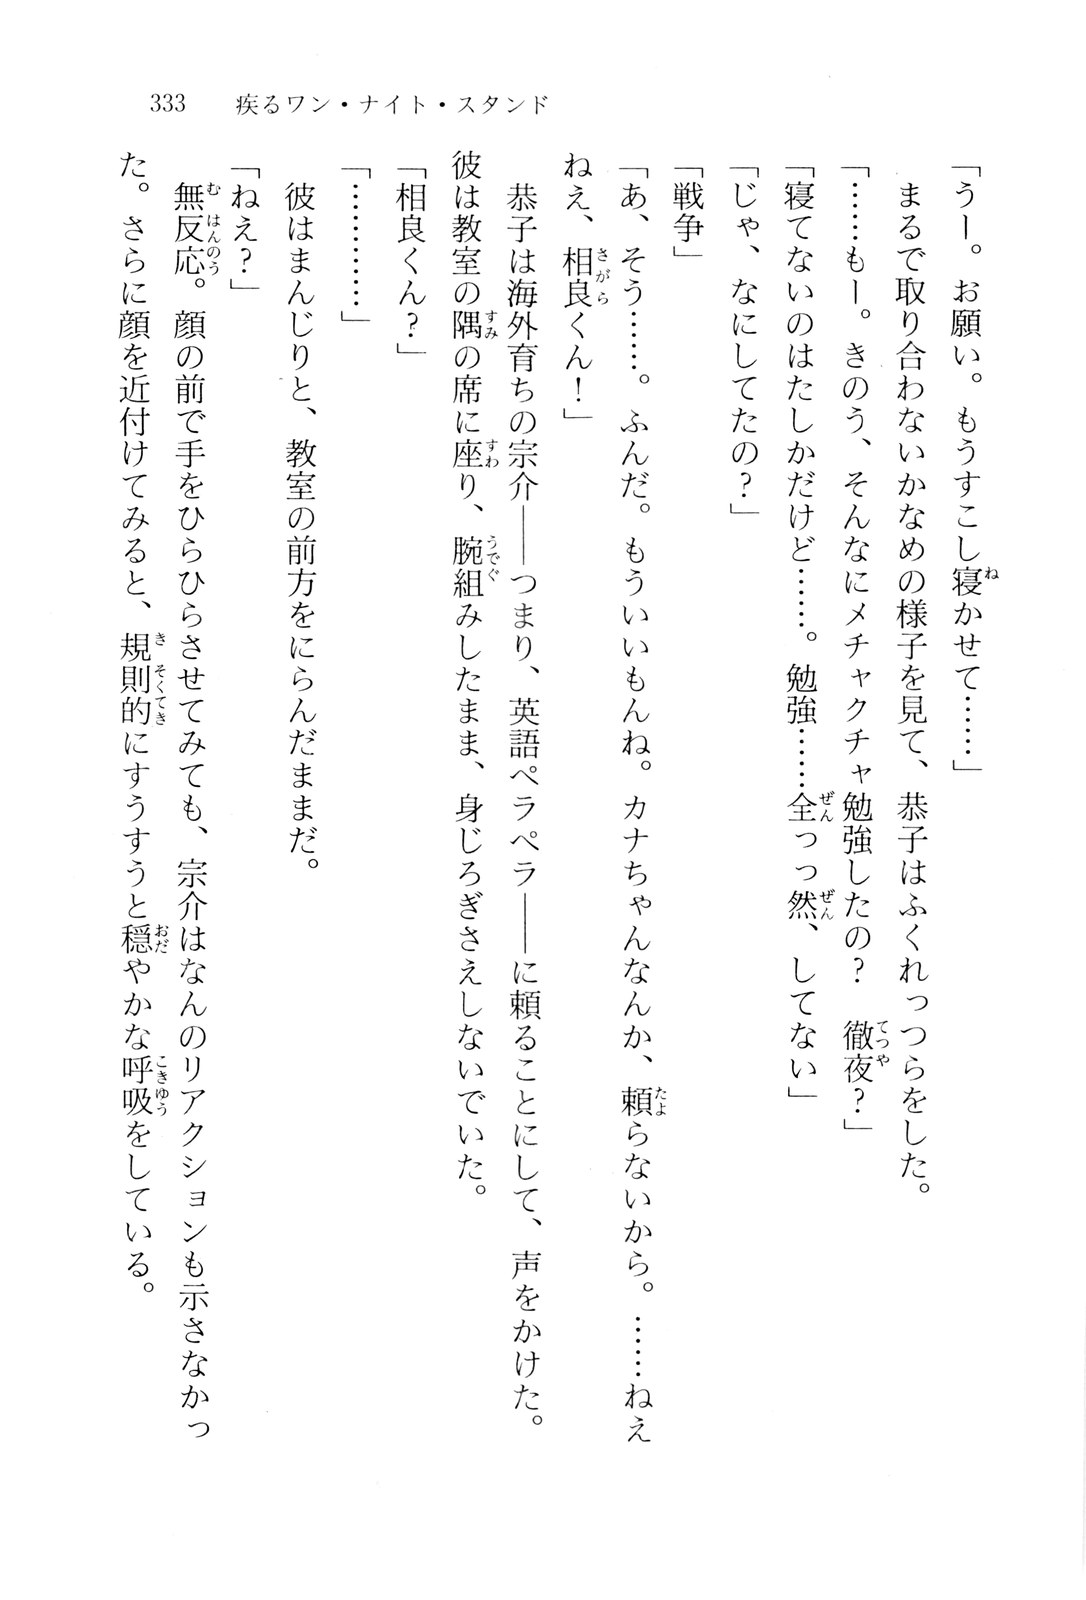 333　疾るワン・ナイト・スタンド
「うー。お願い。もうすこし寝かせて……」
　まるで取り合わないかなめの様子を見て、恭子はふくれっつらをした。
「……もー。きのう、そんなにメチャクチャ勉強したの？　徹夜？」
「寝てないのはたしかだけど……。勉強……全っっ然、してない」
「じゃ、なにしてたの？」
「戦争」
「あ、そう……。ふんだ。もういいもんね。カナちゃんなんか、頼らないから。……ねえ
ねえ、相良くん！」
　恭子は海外育ちの宗介――つまり、英語ペラペラ――に頼ることにして、声をかけた。
彼は教室の隅の席に座り、腕組みしたまま、身じろぎさえしないでいた。
「相良くん？」
「…………」
　彼はまんじりと、教室の前方をにらんだままだ。
「ねえ？」
　無反応。顔の前で手をひらひらさせてみても、宗介はなんのリアクションも示さなかっ
た。さらに顔を近付けてみると、規則的にすうすうと穏やかな呼吸をしている。